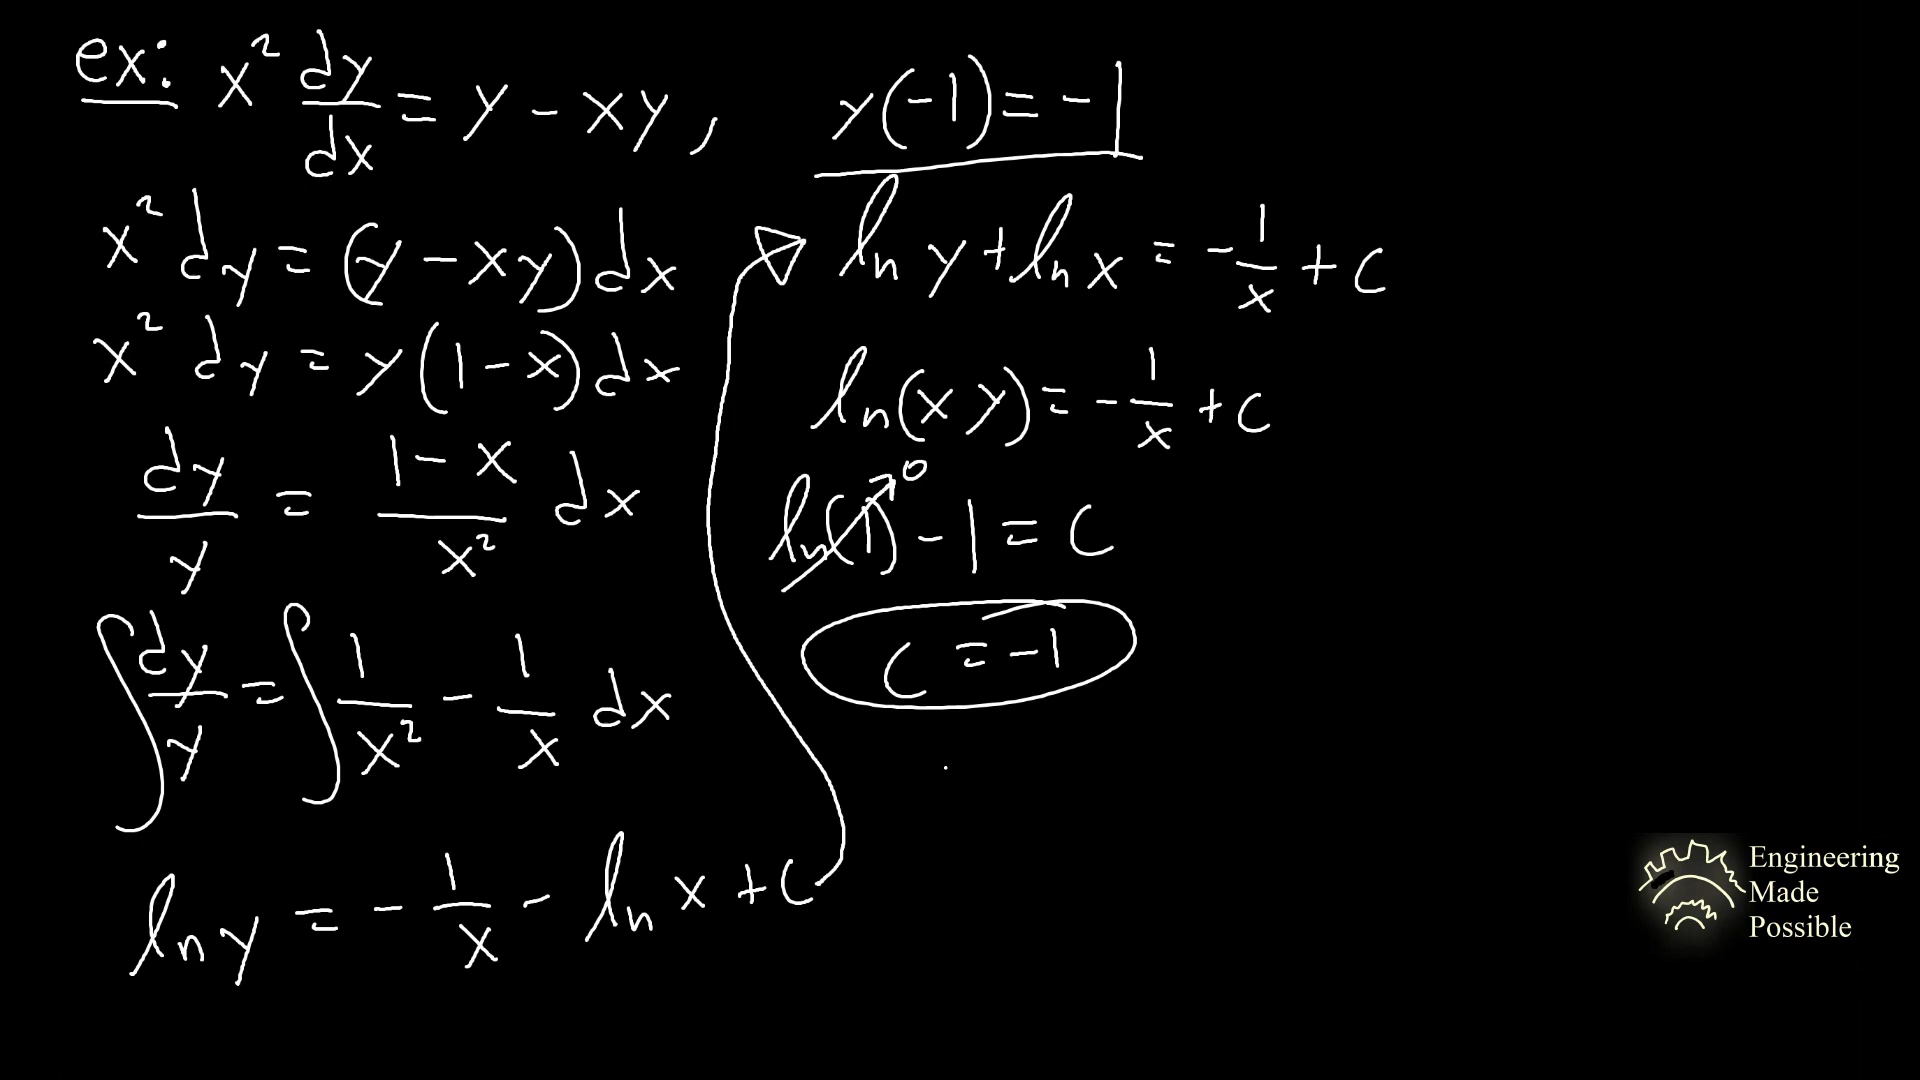 ex: x² dy/dx = y - xy, y(-1) = -1
x² dy = (y - xy) dx
x² dy = y(1 - x) dx
dy/y = (1 - x)/x² dx
∫ dy/y = ∫ 1/x² - 1/x dx
ln y = - 1/x - ln x + C
ln y + ln x = - 1/x + C
ln(xy) = - 1/x + C
ln(1) → 0 - 1 = C
C = -1
Engineering
Made
Possible